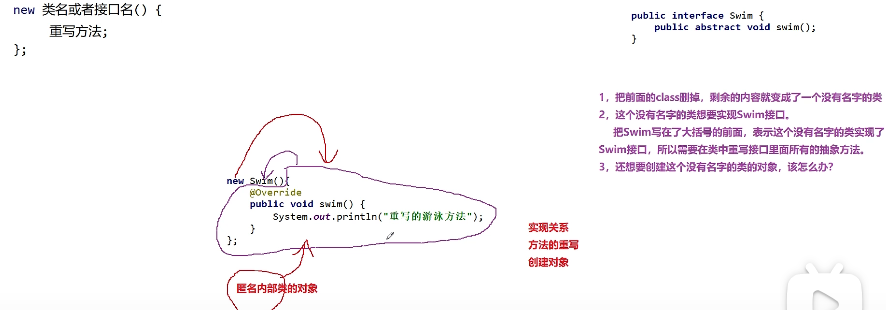 new 类名或者接口名() {
重写方法;
};
public interface Swim {
public abstract void swim();
}
1，把前面的class删掉，剩余的内容就变成了一个没有名字的类
2，这个没有名字的类想要实现Swim接口。
把Swim写在了大括号的前面，表示这个没有名字的类实现了
Swim接口，所以需要在类中重写接口里面所有的抽象方法。
3，还想要创建这个没有名字的类的对象，该怎么办?
new Swim(){
@Override
public void swim() {
System.out.println("重写的游泳方法");
}
};
实现关系
方法的重写
创建对象
匿名内部类的对象